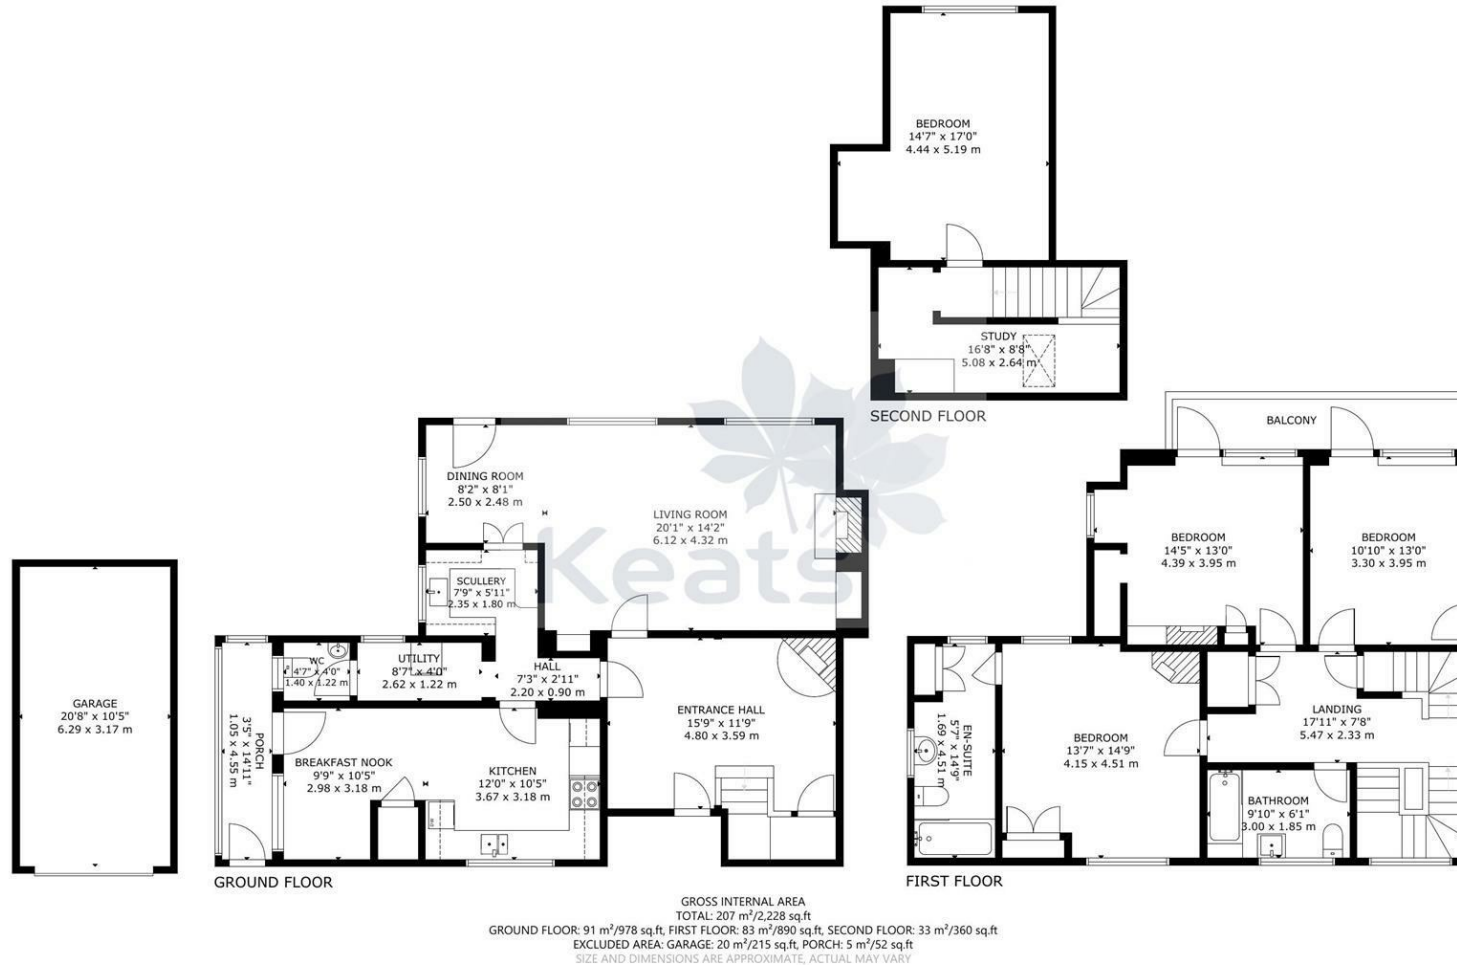 BEDROOM
14'7" x 17'0"
4.44 x 5.19 m
STUDY
16'8" x 8'8"
5.08 x 2.64 m
SECOND FLOOR
BALCONY
DINING ROOM
8'2" x 8'1"
2.50 x 2.48 m
LIVING ROOM
20'1" x 14'2"
6.12 x 4.32 m
Keats
SCULLERY
7'9" x 5'11"
2.35 x 1.80 m
WC
4'7" x 4'0"
1.40 x 1.22 m
UTILITY
8'7" x 4'0"
2.62 x 1.22 m
HALL
7'3" x 2'11"
2.20 x 0.90 m
ENTRANCE HALL
15'9" x 11'9"
4.80 x 3.59 m
GARAGE
20'8" x 10'5"
6.29 x 3.17 m
PORCH
3'5" x 14'11"
1.05 x 4.55 m
BREAKFAST NOOK
9'9" x 10'5"
2.98 x 3.18 m
KITCHEN
12'0" x 10'5"
3.67 x 3.18 m
GROUND FLOOR
BEDROOM
14'5" x 13'0"
4.39 x 3.95 m
BEDROOM
10'10" x 13'0"
3.30 x 3.95 m
EN-SUITE
5'7" x 14'9"
1.69 x 4.51 m
BEDROOM
13'7" x 14'9"
4.15 x 4.51 m
LANDING
17'11" x 7'8"
5.47 x 2.33 m
BATHROOM
9'10" x 6'1"
3.00 x 1.85 m
FIRST FLOOR
GROSS INTERNAL AREA
TOTAL: 207 m²/2,228 sq.ft
GROUND FLOOR: 91 m²/978 sq.ft, FIRST FLOOR: 83 m²/890 sq.ft, SECOND FLOOR: 33 m²/360 sq.ft
EXCLUDED AREA: GARAGE: 20 m²/215 sq.ft, PORCH: 5 m²/52 sq.ft
SIZE AND DIMENSIONS ARE APPROXIMATE, ACTUAL MAY VARY